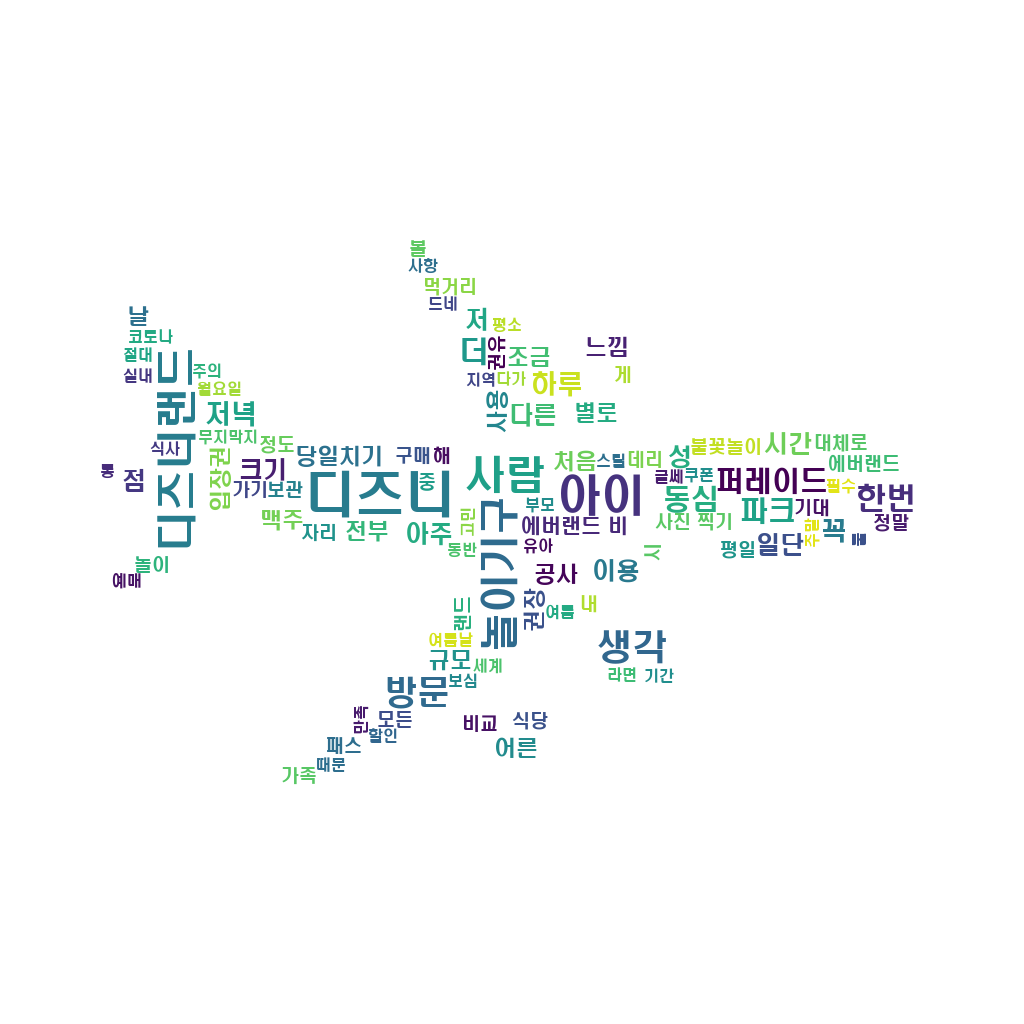 볼
사항
먹거리
드네
날
저
평소
코토나
더
권유
조금
느낌
절대
실내
주의
지역
다가
하루
게
월요일
디즈니랜드
저녁
사용
다른
별로
무지막지
정도
불꽃놀이
시간
대체로
식사
당일치기
구매
해
처음
스릴
데리
성
에버랜드
통
점
입장권
크기
디즈니
중
사람
글쎄
쿠폰
퍼레이드
필수
가기
보관
아이
동심
한번
맥주
자리
전부
아주
고민
놀이기구
부모
에버랜드
비
사진
찍기
파크
기대
주말
꼭
둘
정말
동반
유아
시
평일
일단
놀이
예매
공사
이용
랜드
권장
여름
내
여름날
규모
세계
생각
방문
보심
라면
기간
만족
모든
비교
식당
패스
할인
어른
때문
가족